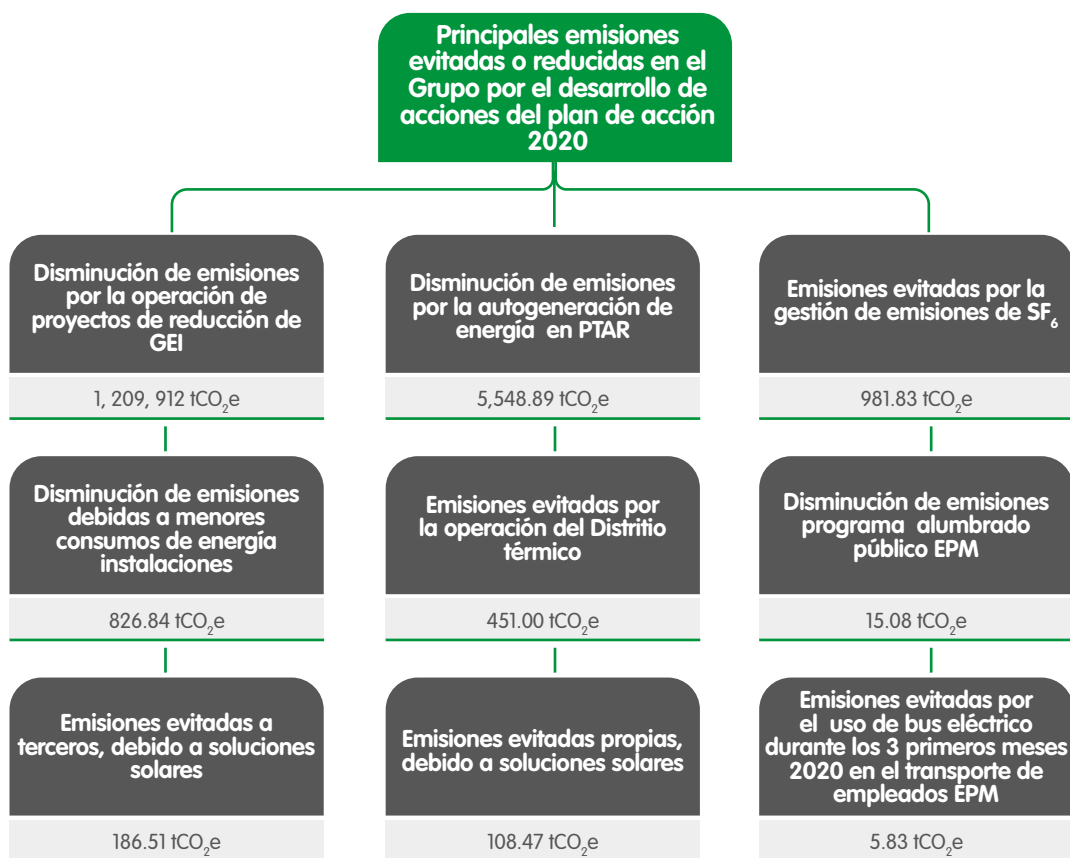 Principales emisiones
evitadas o reducidas en el
Grupo por el desarrollo de
acciones del plan de acción
2020
Disminución de emisiones
por la operación de
proyectos de reducción de
GEI
1, 209, 912 tCO₂e
Disminución de emisiones
por la autogeneración de
energía en PTAR
5,548.89 tCO₂e
Emisiones evitadas por la
gestión de emisiones de SF₆
981.83 tCO₂e
Disminución de emisiones
debidas a menores
consumos de energía
instalaciones
826.84 tCO₂e
Emisiones evitadas por
la operación del Distritio
térmico
451.00 tCO₂e
Disminución de emisiones
programa alumbrado
público EPM
15.08 tCO₂e
Emisiones evitadas a
terceros, debido a soluciones
solares
186.51 tCO₂e
Emisiones evitadas propias,
debido a soluciones solares
108.47 tCO₂e
Emisiones evitadas por
el uso de bus eléctrico
durante los 3 primeros meses
2020 en el transporte de
empleados EPM
5.83 tCO₂e